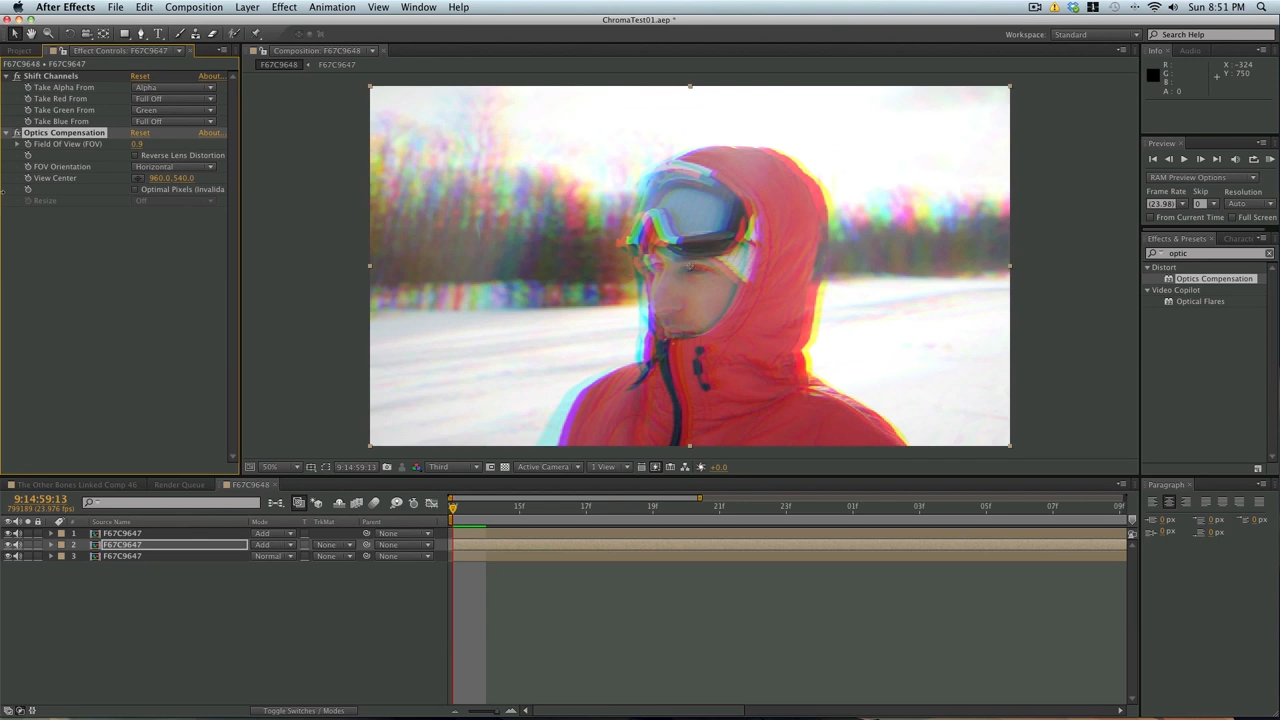 After Effects File Edit Composition Layer Effect Animation View Window Help Sun 8:51 PM
ChromaTest01.aep *
Workspace: Standard Search Help
Project Effect Controls: F67C9647 Composition: F67C9648 Info Audio
F67C9648 • F67C9647 F67C9648 F67C9647
Shift Channels Reset About...
Take Alpha From Alpha
Take Red From Full Off
Take Green From Green
Take Blue From Full Off
Optics Compensation Reset About...
Field Of View (FOV) 0.9
Reverse Lens Distortion
FOV Orientation Horizontal
View Center 960.0,540.0
Optimal Pixels (Invalida
Resize Off
R : X : -324
G : Y : 750
B :
A : 0
Preview
RAM Preview Options
Frame Rate Skip Resolution
(23.98) 0 Auto
From Current Time Full Screen
Effects & Presets Characte
optic
Distort
Optics Compensation
Video Copilot
Optical Flares
50% 9:14:59:13 Third Active Camera 1 View +0.0
The Other Bones Linked Comp 46 Render Queue F67C9648
9:14:59:13
799189 (23.976 fps)
# Source Name Mode T TrkMat Parent
15f 17f 19f 21f 23f 01f 03f 05f 07f 09f
1 F67C9647 Add None
2 F67C9647 Add None None
3 F67C9647 Normal None None
Toggle Switches / Modes
Paragraph
0 px 0 px 0 px
0 px 0 px